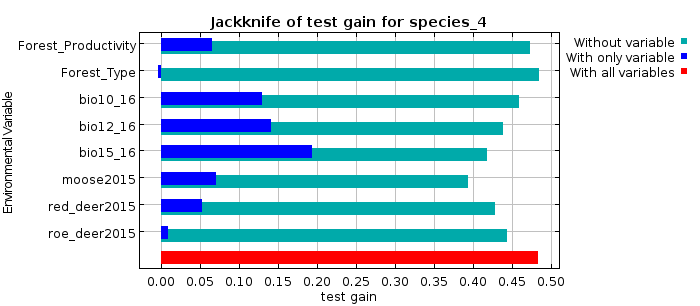 Jackknife of test gain for species_4
Environmental Variable
Forest_Productivity
Forest_Type
bio10_16
bio12_16
bio15_16
moose2015
red_deer2015
roe_deer2015
0.00 0.05 0.10 0.15 0.20 0.25 0.30 0.35 0.40 0.45 0.50
test gain
Without variable
With only variable
With all variables